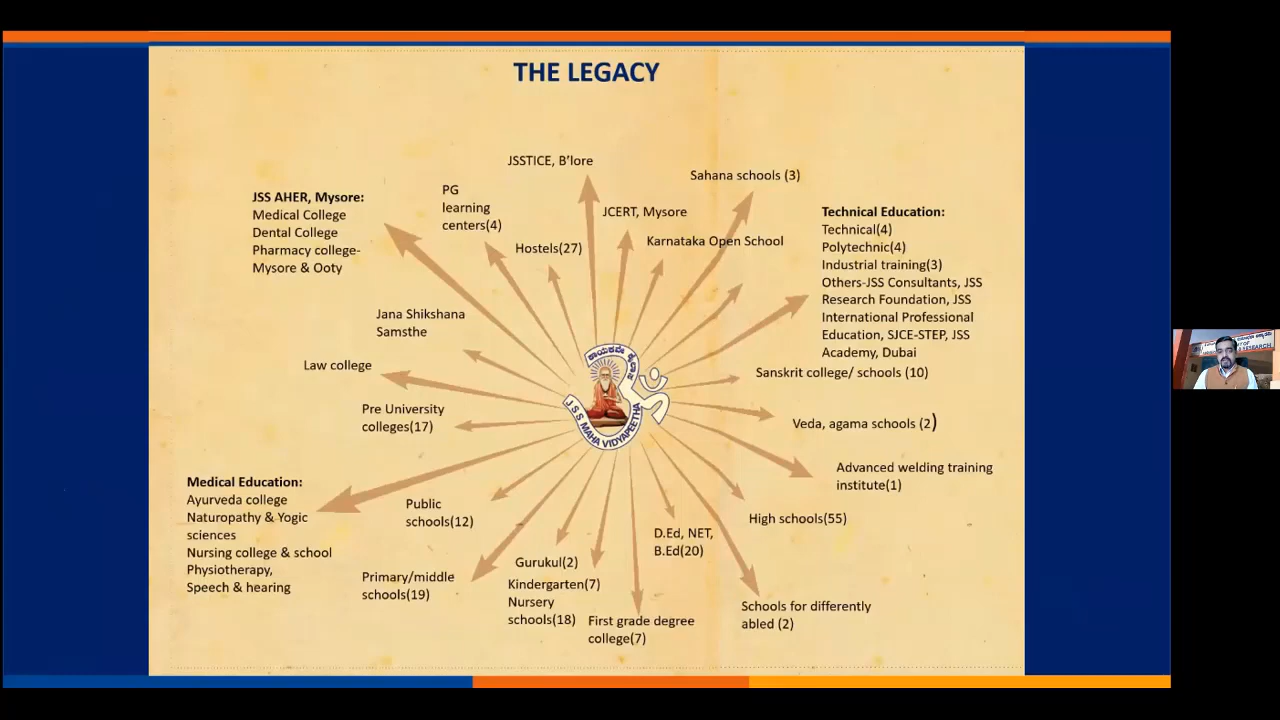 THE LEGACY
JSSTICE, B'lore
Sahana schools (3)
PG
learning
centers(4)
JSS AHER, Mysore:
Medical College
Dental College
Pharmacy college-
Mysore & Ooty
JCERT, Mysore
Hostels(27)
Karnataka Open School
Technical Education:
Technical(4)
Polytechnic(4)
Industrial training(3)
Others-JSS Consultants, JSS
Research Foundation, JSS
International Professional
Education, SJCE-STEP, JSS
Academy, Dubai
Jana Shikshana
Samsthe
Law college
Sanskrit college/ schools (10)
Pre University
colleges(17)
Veda, agama schools (2)
ಕಾಯಕವೇ ಕೈಲಾಸ
JSS MAHA VIDYAPEETHA
Advanced welding training
institute(1)
Medical Education:
Ayurveda college
Naturopathy & Yogic
sciences
Nursing college & school
Physiotherapy,
Speech & hearing
Public
schools(12)
High schools(55)
D.Ed, NET,
B.Ed(20)
Gurukul(2)
Primary/middle
schools(19)
Kindergarten(7)
Nursery
schools(18)
First grade degree
college(7)
Schools for differently
abled (2)
RESEARCH